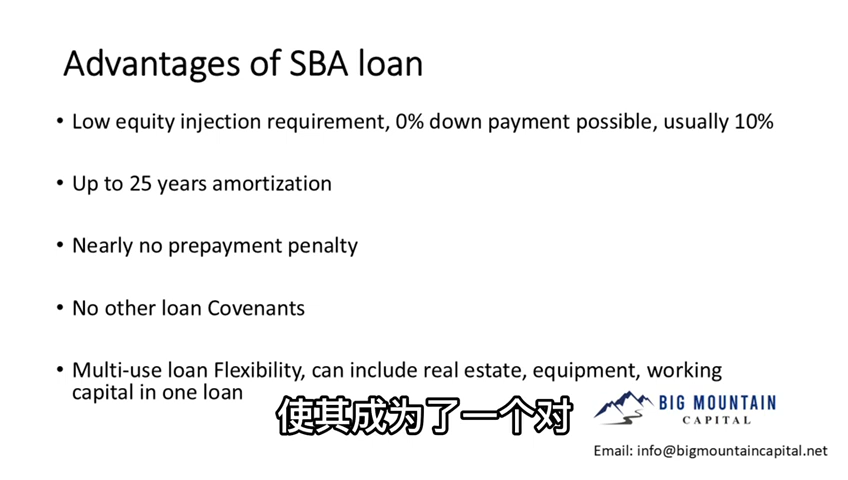 Advantages of SBA loan
• Low equity injection requirement, 0% down payment possible, usually 10%
• Up to 25 years amortization
• Nearly no prepayment penalty
• No other loan Covenants
• Multi-use loan Flexibility, can include real estate, equipment, working
capital in one loan
使其成为了一个对
BIG MOUNTAIN
CAPITAL
Email: info@bigmountaincapital.net